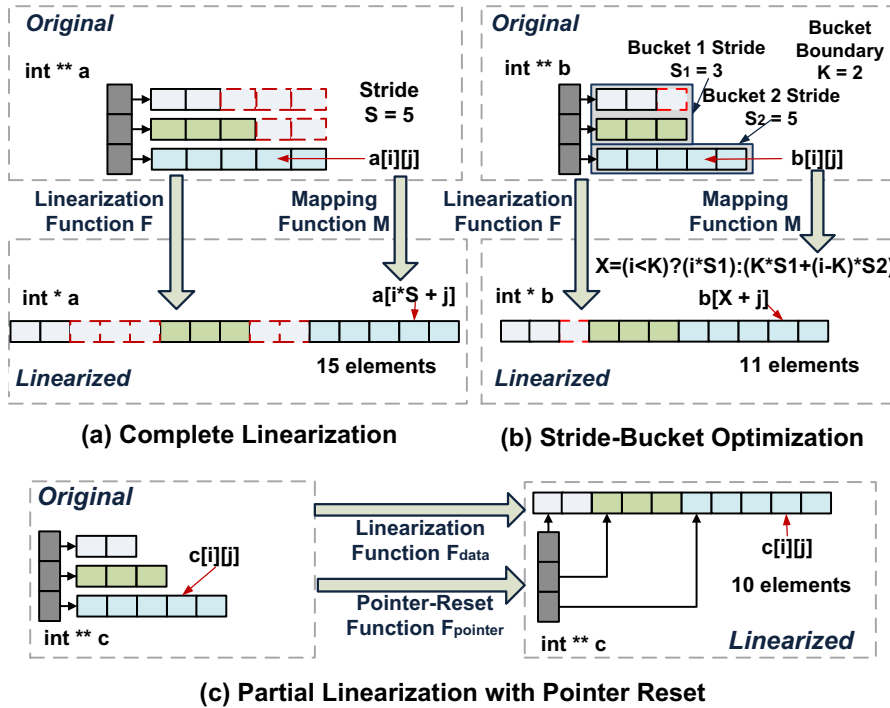 Original
int ** a
Stride
S = 5
a[i][j]
Linearization
Function F
Mapping
Function M
int * a
a[i*S + j]
15 elements
Linearized
(a) Complete Linearization
Original
int ** b
Bucket 1 Stride
S1 = 3
Bucket
Boundary
K = 2
Bucket 2 Stride
S2 = 5
b[i][j]
Linearization
Function F
Mapping
Function M
X=(i<K)?(i*S1):(K*S1+(i-K)*S2)
int * b
b[X + j]
11 elements
Linearized
(b) Stride-Bucket Optimization
Original
c[i][j]
int ** c
Linearization
Function Fdata
Pointer-Reset
Function Fpointer
c[i][j]
10 elements
int ** c
Linearized
(c) Partial Linearization with Pointer Reset